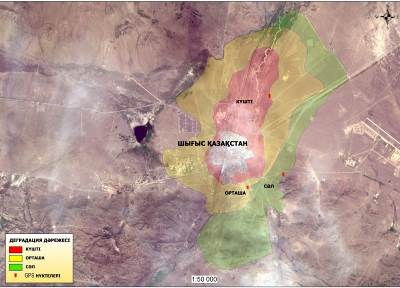 КҮШТІ
ШЫҒЫС ҚАЗАҚСТАН
ОРТАША
СӘЛ
ДЕГРАДАЦИЯ ДӘРЕЖЕСІ
КҮШТІ
ОРТАША
СӘЛ
GPS НҮКТЕЛЕРІ
1:50 000